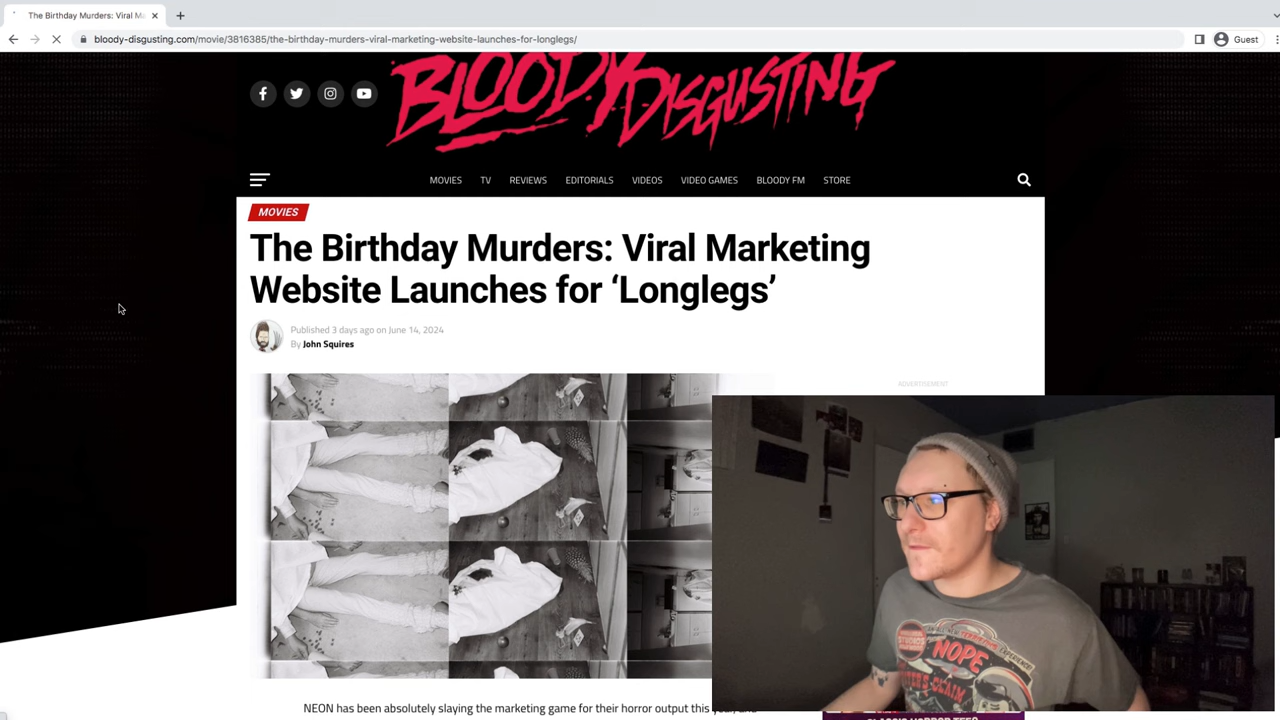 The Birthday Murders: Viral M
bloody-disgusting.com/movie/3816385/the-birthday-murders-viral-marketing-website-launches-for-longlegs/
Guest
BLOODY DISGUSTING
MOVIES TV REVIEWS EDITORIALS VIDEOS VIDEO GAMES BLOODY FM STORE
MOVIES
The Birthday Murders: Viral Marketing
Website Launches for ‘Longlegs’
Published 3 days ago on June 14, 2024
By John Squires
ADVERTISEMENT
NOPE
NEON has been absolutely slaying the marketing game for their horror output this